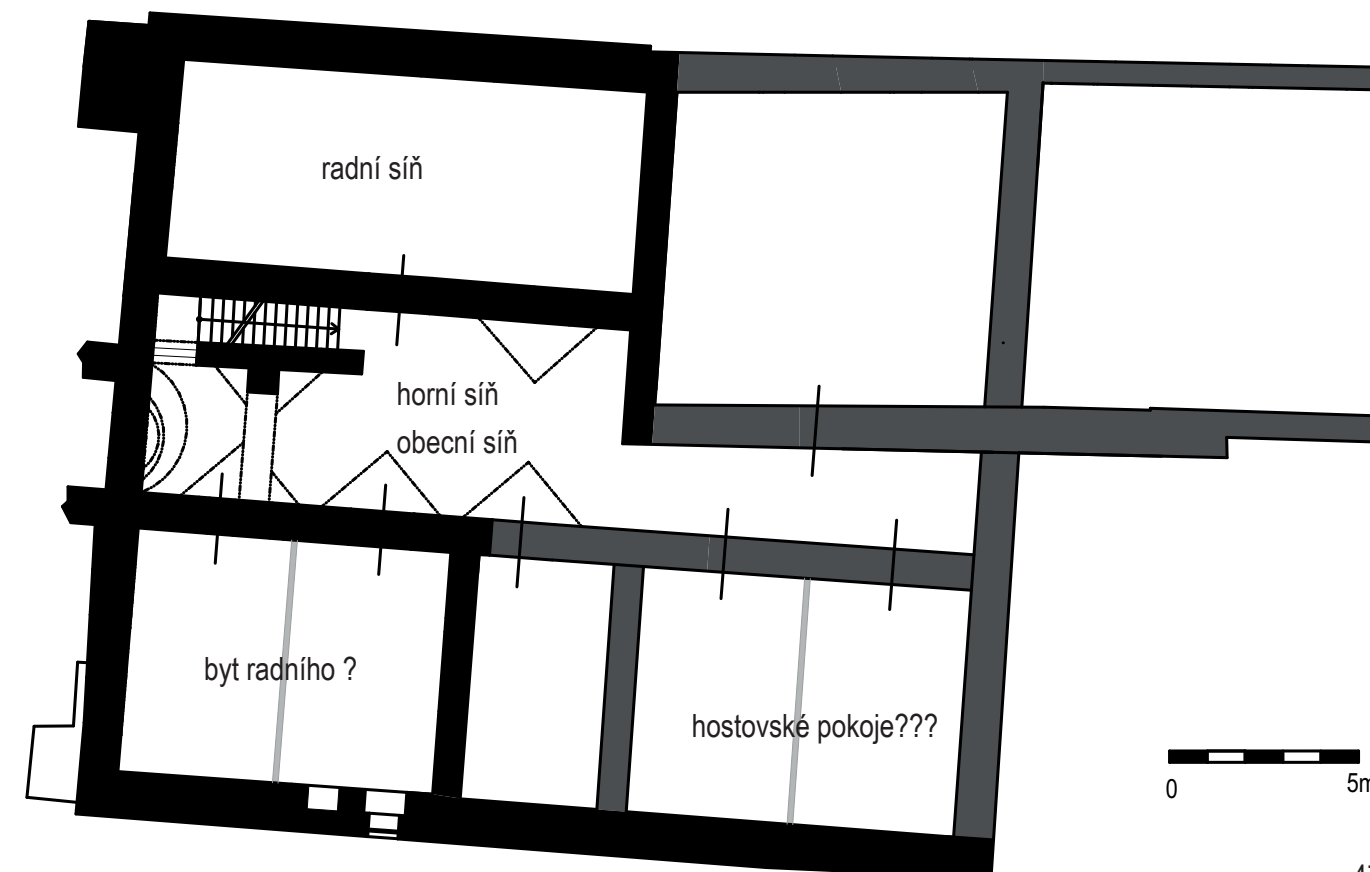 radní síň
horní síň
obecní síň
byt radního ?
hostovské pokoje???
0
5m